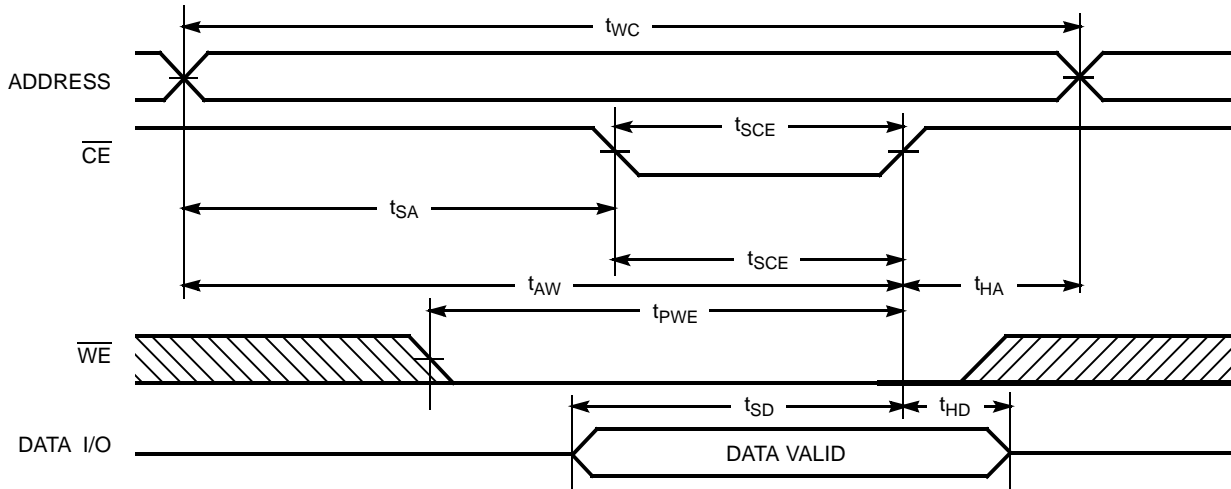 tWC
ADDRESS
tSCE
CE
tSA
tSCE
tAW
tHA
tPWE
WE
tSD
tHD
DATA I/O
DATA VALID